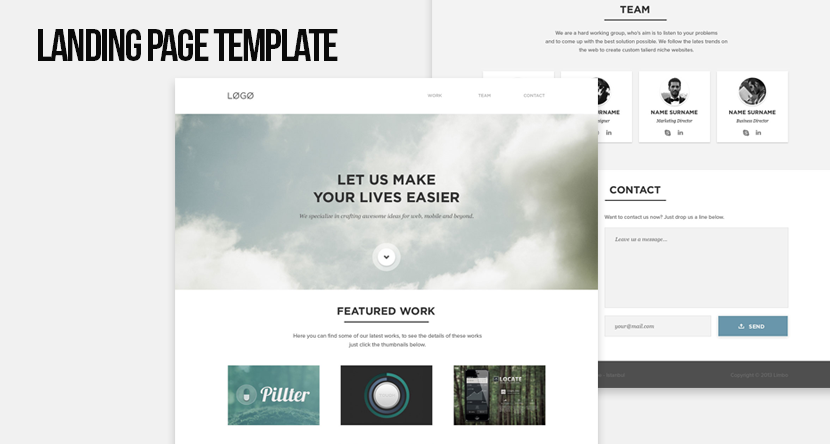 LANDING PAGE TEMPLATE
LØGØ
WORK
TEAM
CONTACT
LET US MAKE
YOUR LIVES EASIER
We specialize in crafting awesome ideas for web, mobile and beyond.
FEATURED WORK
Here you can find some of our latest works, to see the details of these works
just click the thumbnails below.
Pillter
LOCATE
TEAM
We are a hard working group, who's aim is to listen to your problems
and to come up with the best solution possible. We follow the lates trends on
the web to create custom tailard niche websites.
NAME SURNAME
Marketing Director
in
NAME SURNAME
Business Director
in
URNAME
in
CONTACT
Want to contact us now? Just drop us a line below.
Leave us a message...
your@mail.com
SEND
Copyright © 2013